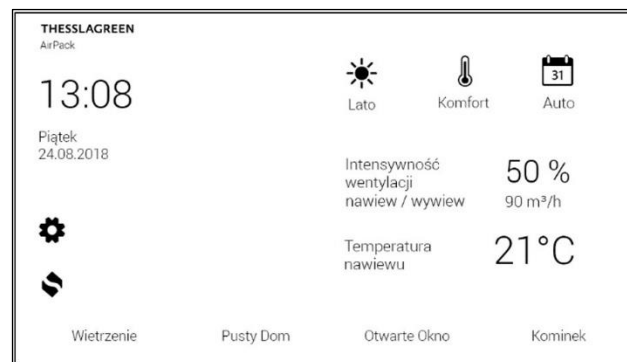 THESSLAGREEN
AirPack
13:08
Piątek
24.08.2018
31
Lato
Komfort
Auto
Intensywność
wentylacji
nawiew / wywiew
50 %
90 m³/h
Temperatura
nawiewu
21°C
Wietrzenie
Pusty Dom
Otwarte Okno
Kominek